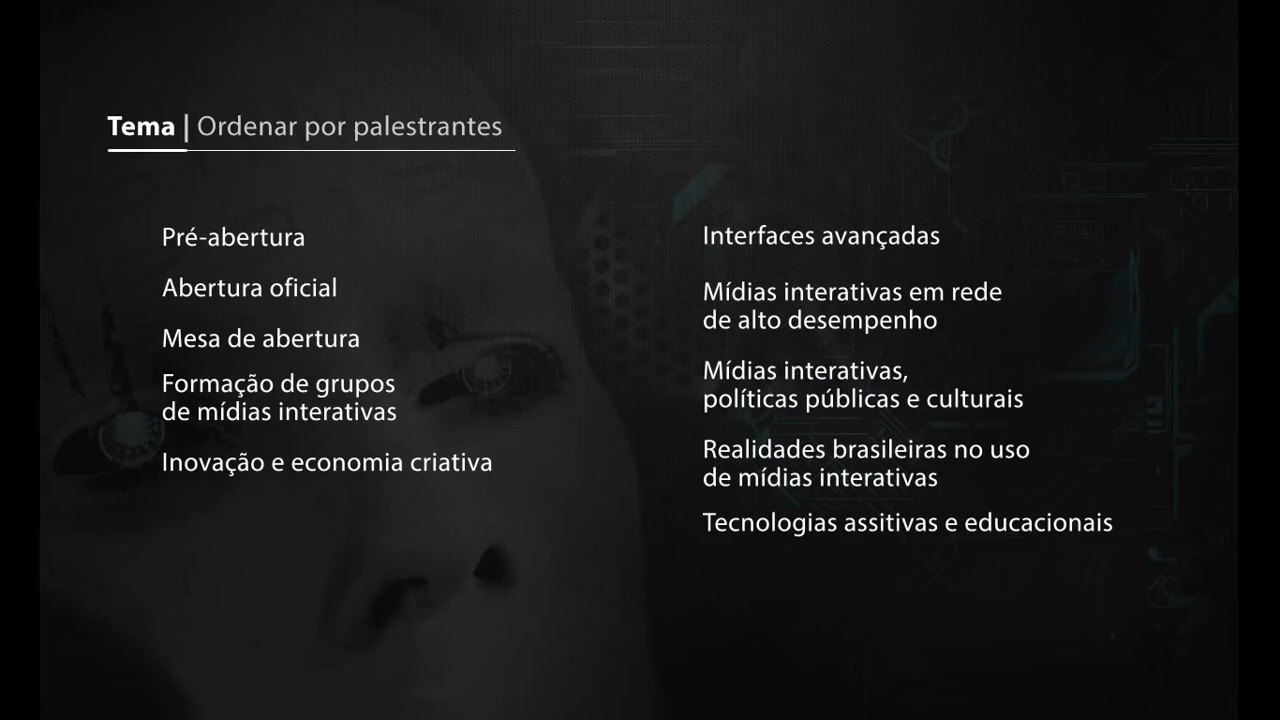 Tema | Ordenar por palestrantes
Pré-abertura
Abertura oficial
Mesa de abertura
Formação de grupos
de mídias interativas
Inovação e economia criativa
Interfaces avançadas
Mídias interativas em rede
de alto desempenho
Mídias interativas,
políticas públicas e culturais
Realidades brasileiras no uso
de mídias interativas
Tecnologias assitivas e educacionais